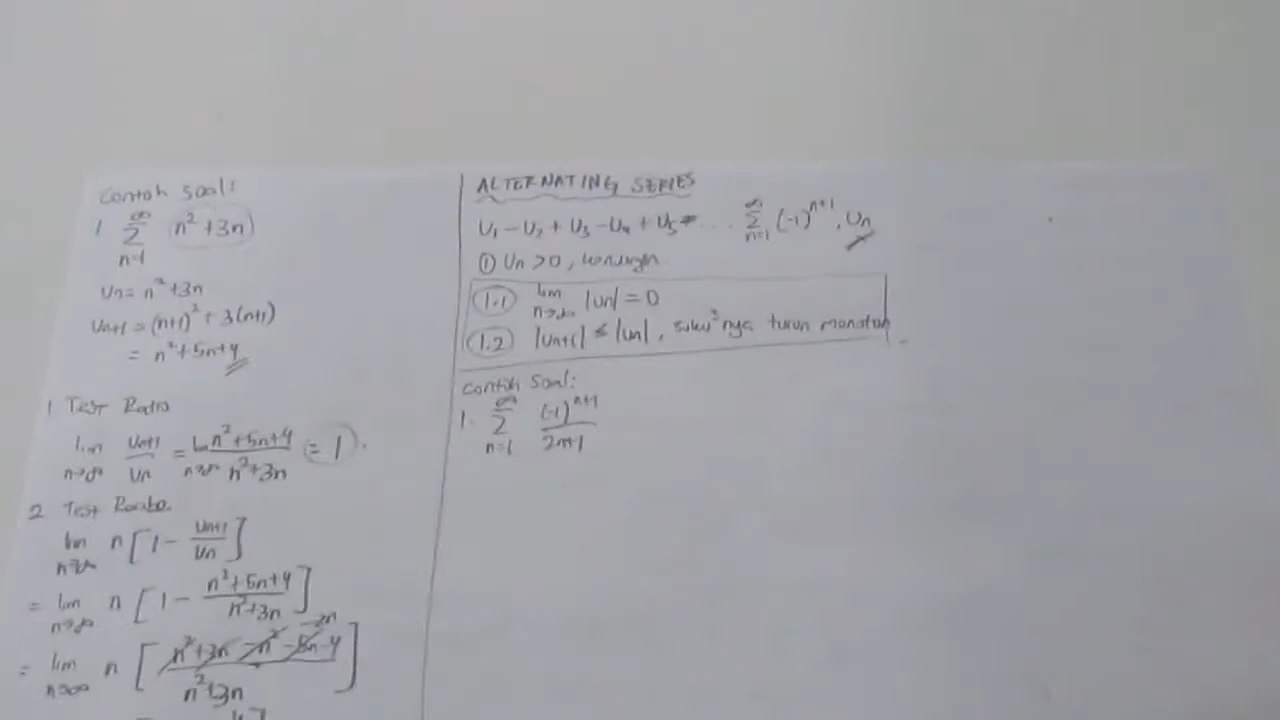 Contoh Soal:
1. ∞ Σ n=1 (n² + 3n)
Un = n² + 3n
Un+1 = (n+1)² + 3(n+1)
= n² + 5n + 4
1 Test Ratio
lim n→∞ Un+1/Un = lim n→∞ (n² + 5n + 4)/(n² + 3n) = 1
2 Test Raabe
lim n→∞ n [1 - Un+1/Un]
= lim n→∞ n [1 - (n² + 5n + 4)/(n² + 3n)]
= lim n→∞ n [(n² + 3n - n² - 5n - 4)/(n² + 3n)]
-2n
ALTERNATING SERIES
U1 - U2 + U3 - U4 + U5 - .... ∞ Σ n=1 (-1)ⁿ⁺¹ . Un
① Un > 0,
1.1 lim n→∞ |Un| = 0
1.2 |Un+1| ≤ |Un|, suku²nya turun monoton
Contoh Soal:
1. ∞ Σ n=1 (-1)ⁿ⁺¹/(2n+1)